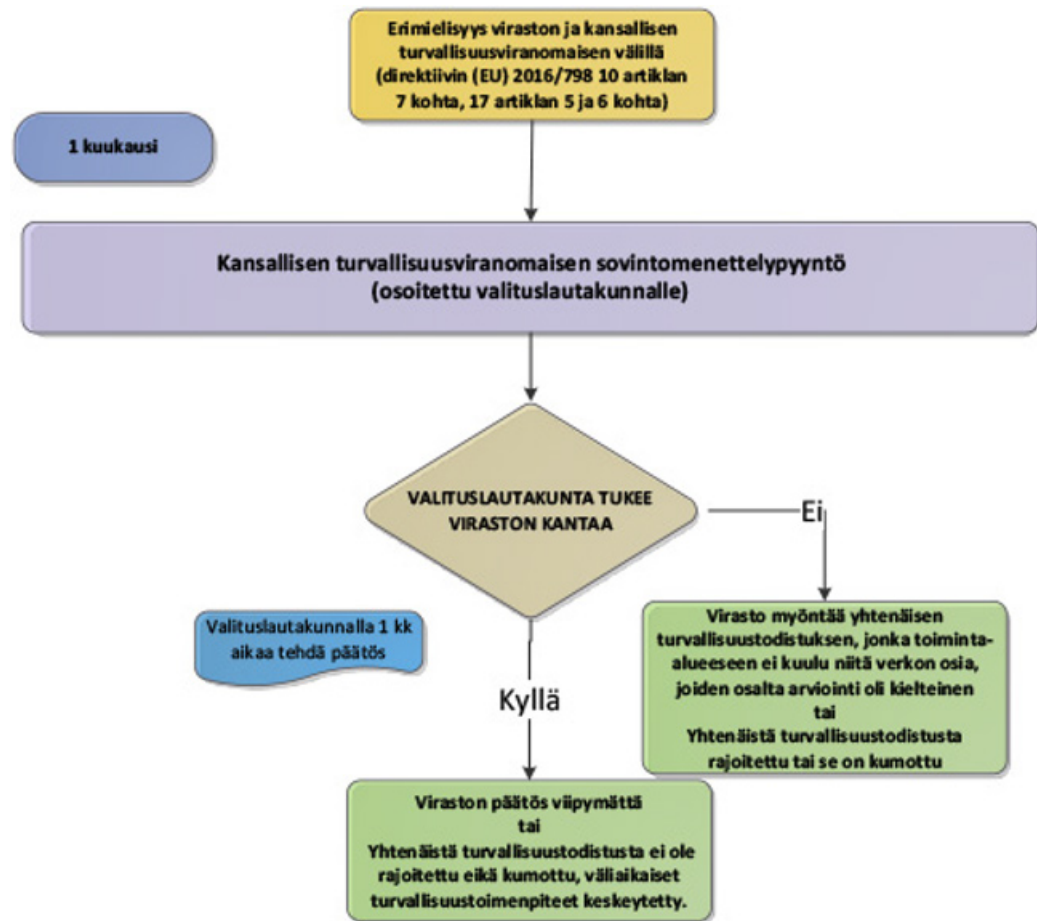 Erimielisyys viraston ja kansallisen
turvallisuusviranomaisen välillä
(direktiivin (EU) 2016/798 10 artiklan
7 kohta, 17 artiklan 5 ja 6 kohta)
1 kuukausi
Kansallisen turvallisuusviranomaisen sovintomenettelypyyntö
(osoitettu valituslautakunnalle)
VALITUSLAUTAKUNTA TUKEE
VIRASTON KANTAA
Ei
Valituslautakunnalla 1 kk
aikaa tehdä päätös
Virasto myöntää yhtenäisen
turvallisuustodistuksen, jonka toiminta-
alueeseen ei kuulu niitä verkon osia,
joiden osalta arviointi oli kielteinen
tai
Yhtenäistä turvallisuustodistusta
rajoitettu tai se on kumottu
Kyllä
Viraston päätös viipymättä
tai
Yhtenäistä turvallisuustodistusta ei ole
rajoitettu eikä kumottu, väliaikaiset
turvallisuustoimenpiteet keskeytetty.